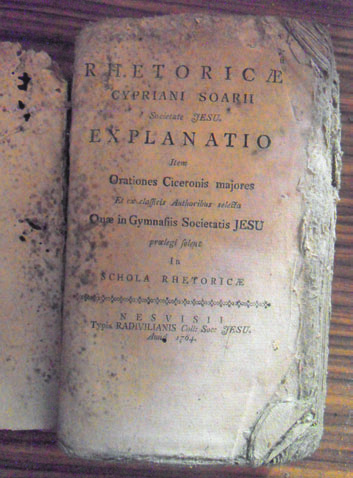 RHETORICÆ
CYPRIANI SOARII
Societate JESU.
EXPLANATIO
Item
Orationes Ciceronis majores
Et ex classicis Authoribus selecta
Quæ in Gymnasiis Societatis JESU
prælegi solent
In
SCHOLA RHETORICÆ
NESVISII
Typis RADIVILIANIS Coll: Soc: JESU.
Anno 1764.